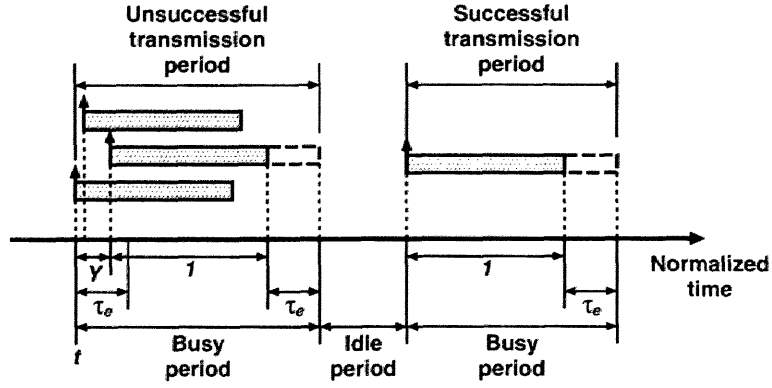 Unsuccessful
transmission
period
Successful
transmission
period
Y
1
1
Normalized
time
τe
τe
τe
t
Busy
period
Idle
period
Busy
period